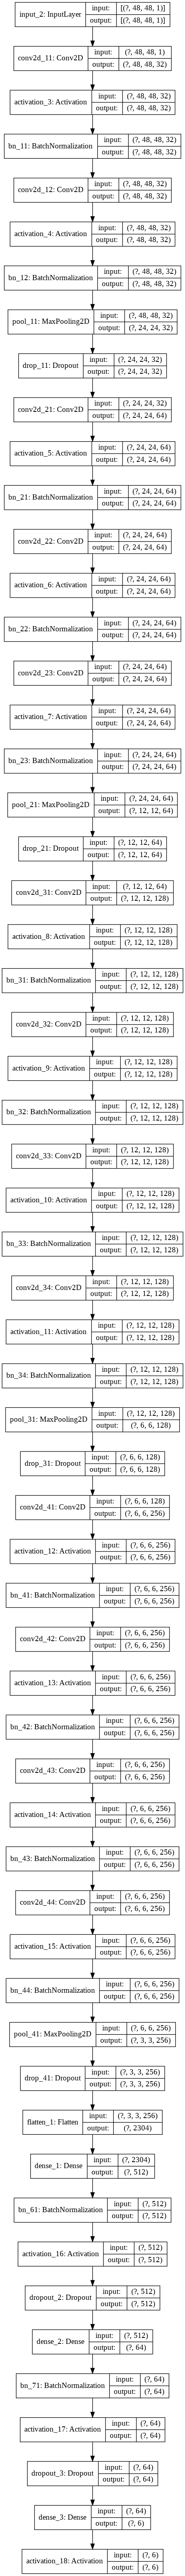 input_2: InputLayer
input: [(?, 48, 48, 1)]
output: [(?, 48, 48, 1)]
conv2d_11: Conv2D
input: (?, 48, 48, 1)
output: (?, 48, 48, 32)
activation_3: Activation
input: (?, 48, 48, 32)
output: (?, 48, 48, 32)
bn_11: BatchNormalization
input: (?, 48, 48, 32)
output: (?, 48, 48, 32)
conv2d_12: Conv2D
input: (?, 48, 48, 32)
output: (?, 48, 48, 32)
activation_4: Activation
input: (?, 48, 48, 32)
output: (?, 48, 48, 32)
bn_12: BatchNormalization
input: (?, 48, 48, 32)
output: (?, 48, 48, 32)
pool_11: MaxPooling2D
input: (?, 48, 48, 32)
output: (?, 24, 24, 32)
drop_11: Dropout
input: (?, 24, 24, 32)
output: (?, 24, 24, 32)
conv2d_21: Conv2D
input: (?, 24, 24, 32)
output: (?, 24, 24, 64)
activation_5: Activation
input: (?, 24, 24, 64)
output: (?, 24, 24, 64)
bn_21: BatchNormalization
input: (?, 24, 24, 64)
output: (?, 24, 24, 64)
conv2d_22: Conv2D
input: (?, 24, 24, 64)
output: (?, 24, 24, 64)
activation_6: Activation
input: (?, 24, 24, 64)
output: (?, 24, 24, 64)
bn_22: BatchNormalization
input: (?, 24, 24, 64)
output: (?, 24, 24, 64)
conv2d_23: Conv2D
input: (?, 24, 24, 64)
output: (?, 24, 24, 64)
activation_7: Activation
input: (?, 24, 24, 64)
output: (?, 24, 24, 64)
bn_23: BatchNormalization
input: (?, 24, 24, 64)
output: (?, 24, 24, 64)
pool_21: MaxPooling2D
input: (?, 24, 24, 64)
output: (?, 12, 12, 64)
drop_21: Dropout
input: (?, 12, 12, 64)
output: (?, 12, 12, 64)
conv2d_31: Conv2D
input: (?, 12, 12, 64)
output: (?, 12, 12, 128)
activation_8: Activation
input: (?, 12, 12, 128)
output: (?, 12, 12, 128)
bn_31: BatchNormalization
input: (?, 12, 12, 128)
output: (?, 12, 12, 128)
conv2d_32: Conv2D
input: (?, 12, 12, 128)
output: (?, 12, 12, 128)
activation_9: Activation
input: (?, 12, 12, 128)
output: (?, 12, 12, 128)
bn_32: BatchNormalization
input: (?, 12, 12, 128)
output: (?, 12, 12, 128)
conv2d_33: Conv2D
input: (?, 12, 12, 128)
output: (?, 12, 12, 128)
activation_10: Activation
input: (?, 12, 12, 128)
output: (?, 12, 12, 128)
bn_33: BatchNormalization
input: (?, 12, 12, 128)
output: (?, 12, 12, 128)
conv2d_34: Conv2D
input: (?, 12, 12, 128)
output: (?, 12, 12, 128)
activation_11: Activation
input: (?, 12, 12, 128)
output: (?, 12, 12, 128)
bn_34: BatchNormalization
input: (?, 12, 12, 128)
output: (?, 12, 12, 128)
pool_31: MaxPooling2D
input: (?, 12, 12, 128)
output: (?, 6, 6, 128)
drop_31: Dropout
input: (?, 6, 6, 128)
output: (?, 6, 6, 128)
conv2d_41: Conv2D
input: (?, 6, 6, 128)
output: (?, 6, 6, 256)
activation_12: Activation
input: (?, 6, 6, 256)
output: (?, 6, 6, 256)
bn_41: BatchNormalization
input: (?, 6, 6, 256)
output: (?, 6, 6, 256)
conv2d_42: Conv2D
input: (?, 6, 6, 256)
output: (?, 6, 6, 256)
activation_13: Activation
input: (?, 6, 6, 256)
output: (?, 6, 6, 256)
bn_42: BatchNormalization
input: (?, 6, 6, 256)
output: (?, 6, 6, 256)
conv2d_43: Conv2D
input: (?, 6, 6, 256)
output: (?, 6, 6, 256)
activation_14: Activation
input: (?, 6, 6, 256)
output: (?, 6, 6, 256)
bn_43: BatchNormalization
input: (?, 6, 6, 256)
output: (?, 6, 6, 256)
conv2d_44: Conv2D
input: (?, 6, 6, 256)
output: (?, 6, 6, 256)
activation_15: Activation
input: (?, 6, 6, 256)
output: (?, 6, 6, 256)
bn_44: BatchNormalization
input: (?, 6, 6, 256)
output: (?, 6, 6, 256)
pool_41: MaxPooling2D
input: (?, 6, 6, 256)
output: (?, 3, 3, 256)
drop_41: Dropout
input: (?, 3, 3, 256)
output: (?, 3, 3, 256)
flatten_1: Flatten
input: (?, 3, 3, 256)
output: (?, 2304)
dense_1: Dense
input: (?, 2304)
output: (?, 512)
bn_61: BatchNormalization
input: (?, 512)
output: (?, 512)
activation_16: Activation
input: (?, 512)
output: (?, 512)
dropout_2: Dropout
input: (?, 512)
output: (?, 512)
dense_2: Dense
input: (?, 512)
output: (?, 64)
bn_71: BatchNormalization
input: (?, 64)
output: (?, 64)
activation_17: Activation
input: (?, 64)
output: (?, 64)
dropout_3: Dropout
input: (?, 64)
output: (?, 64)
dense_3: Dense
input: (?, 64)
output: (?, 6)
activation_18: Activation
input: (?, 6)
output: (?, 6)